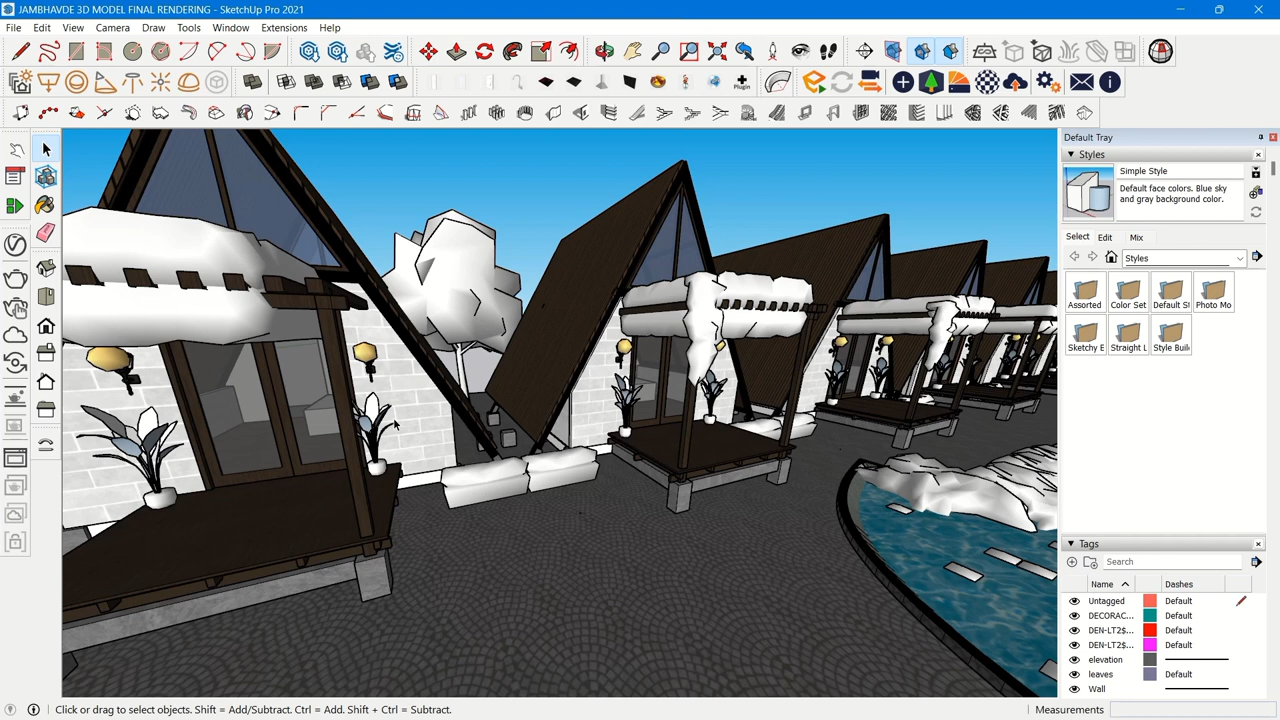 JAMBHAVDE 3D MODEL FINAL RENDERING - SketchUp Pro 2021
File Edit View Camera Draw Tools Window Extensions Help
Plugin
Default Tray
Styles
Simple Style
Default face colors. Blue sky
and gray background color.
Select Edit Mix
Styles
Assorted Color Set Default St Photo Mo
Sketchy E Straight L Style Buil
Tags
Search
Name Dashes
Untagged Default
DECORAC... Default
DEN-LT2$... Default
DEN-LT2$... Default
elevation
leaves Default
Wall
Click or drag to select objects. Shift = Add/Subtract. Ctrl = Add. Shift + Ctrl = Subtract.
Measurements